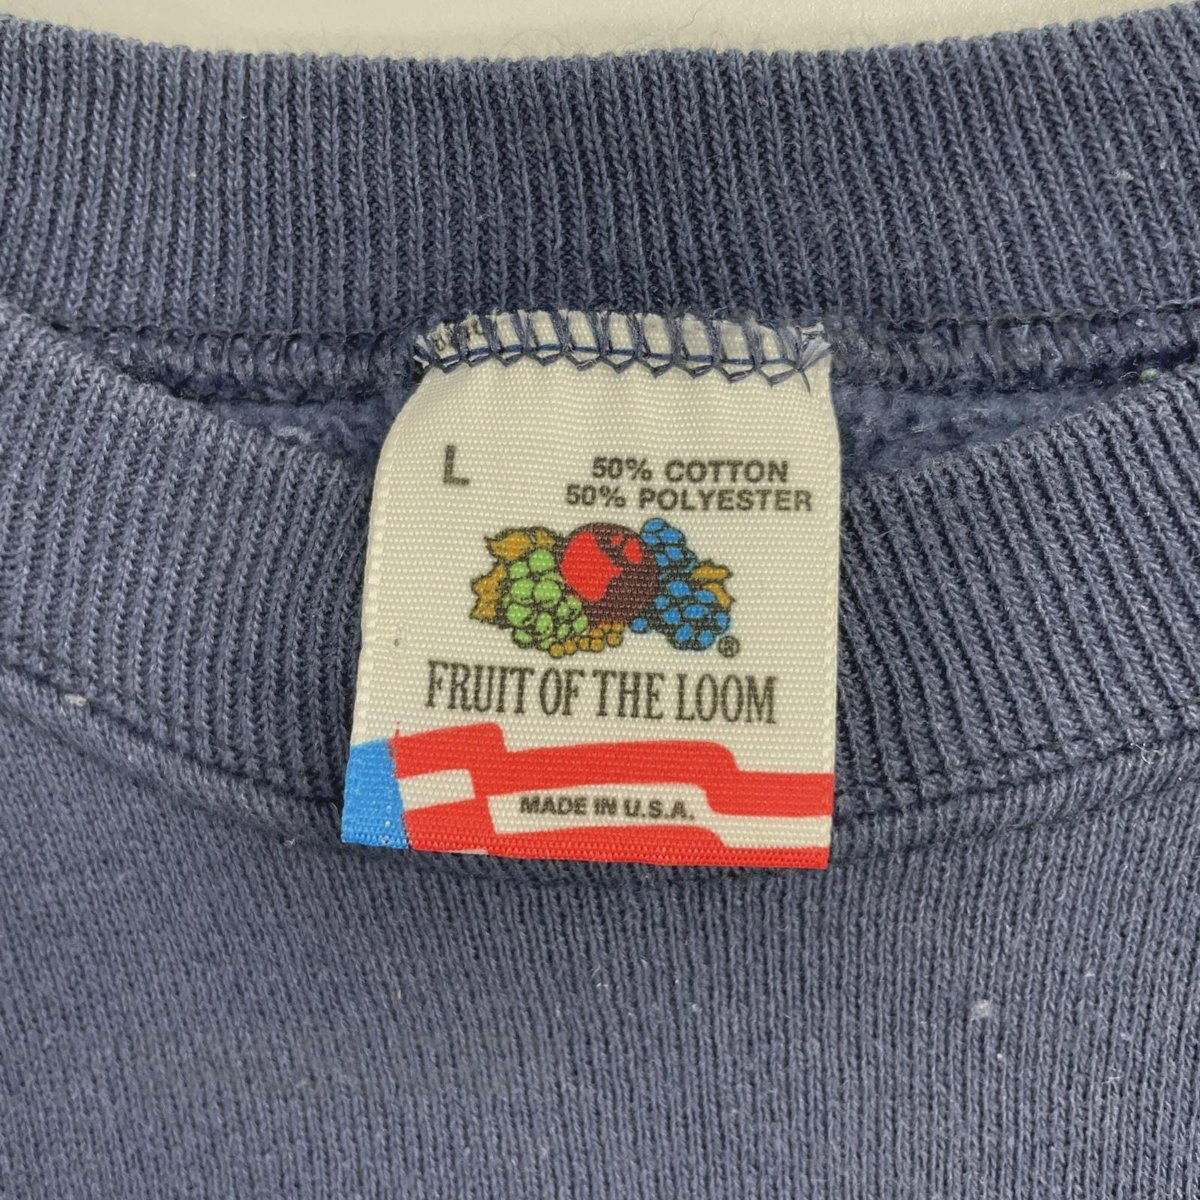 L
50% COTTON
50% POLYESTER
®
FRUIT OF THE LOOM
MADE IN U.S.A.